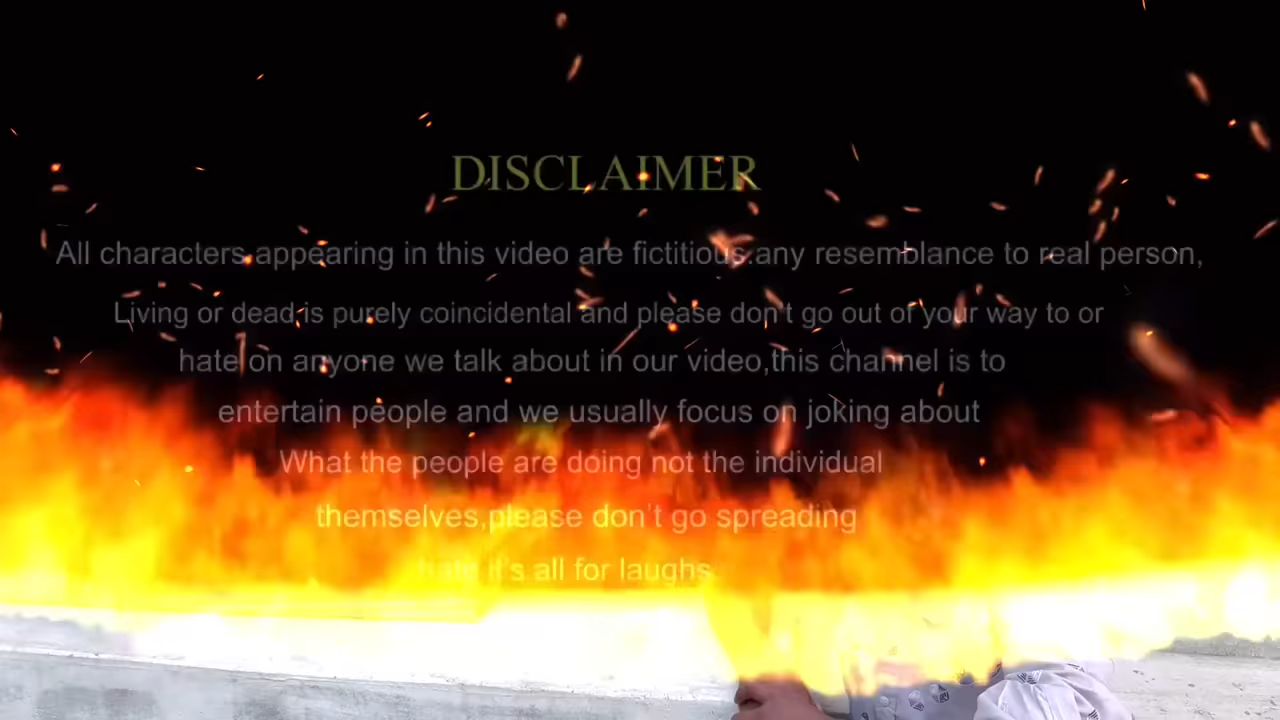 DISCLAIMER
All characters appearing in this video are fictitious.any resemblance to real person,
Living or dead,is purely coincidental and please don't go out of your way to or
hate on anyone we talk about in our video,this channel is to
entertain people and we usually focus on joking about
What the people are doing not the individual
themselves,please don't go spreading
hate it's all for laughs.